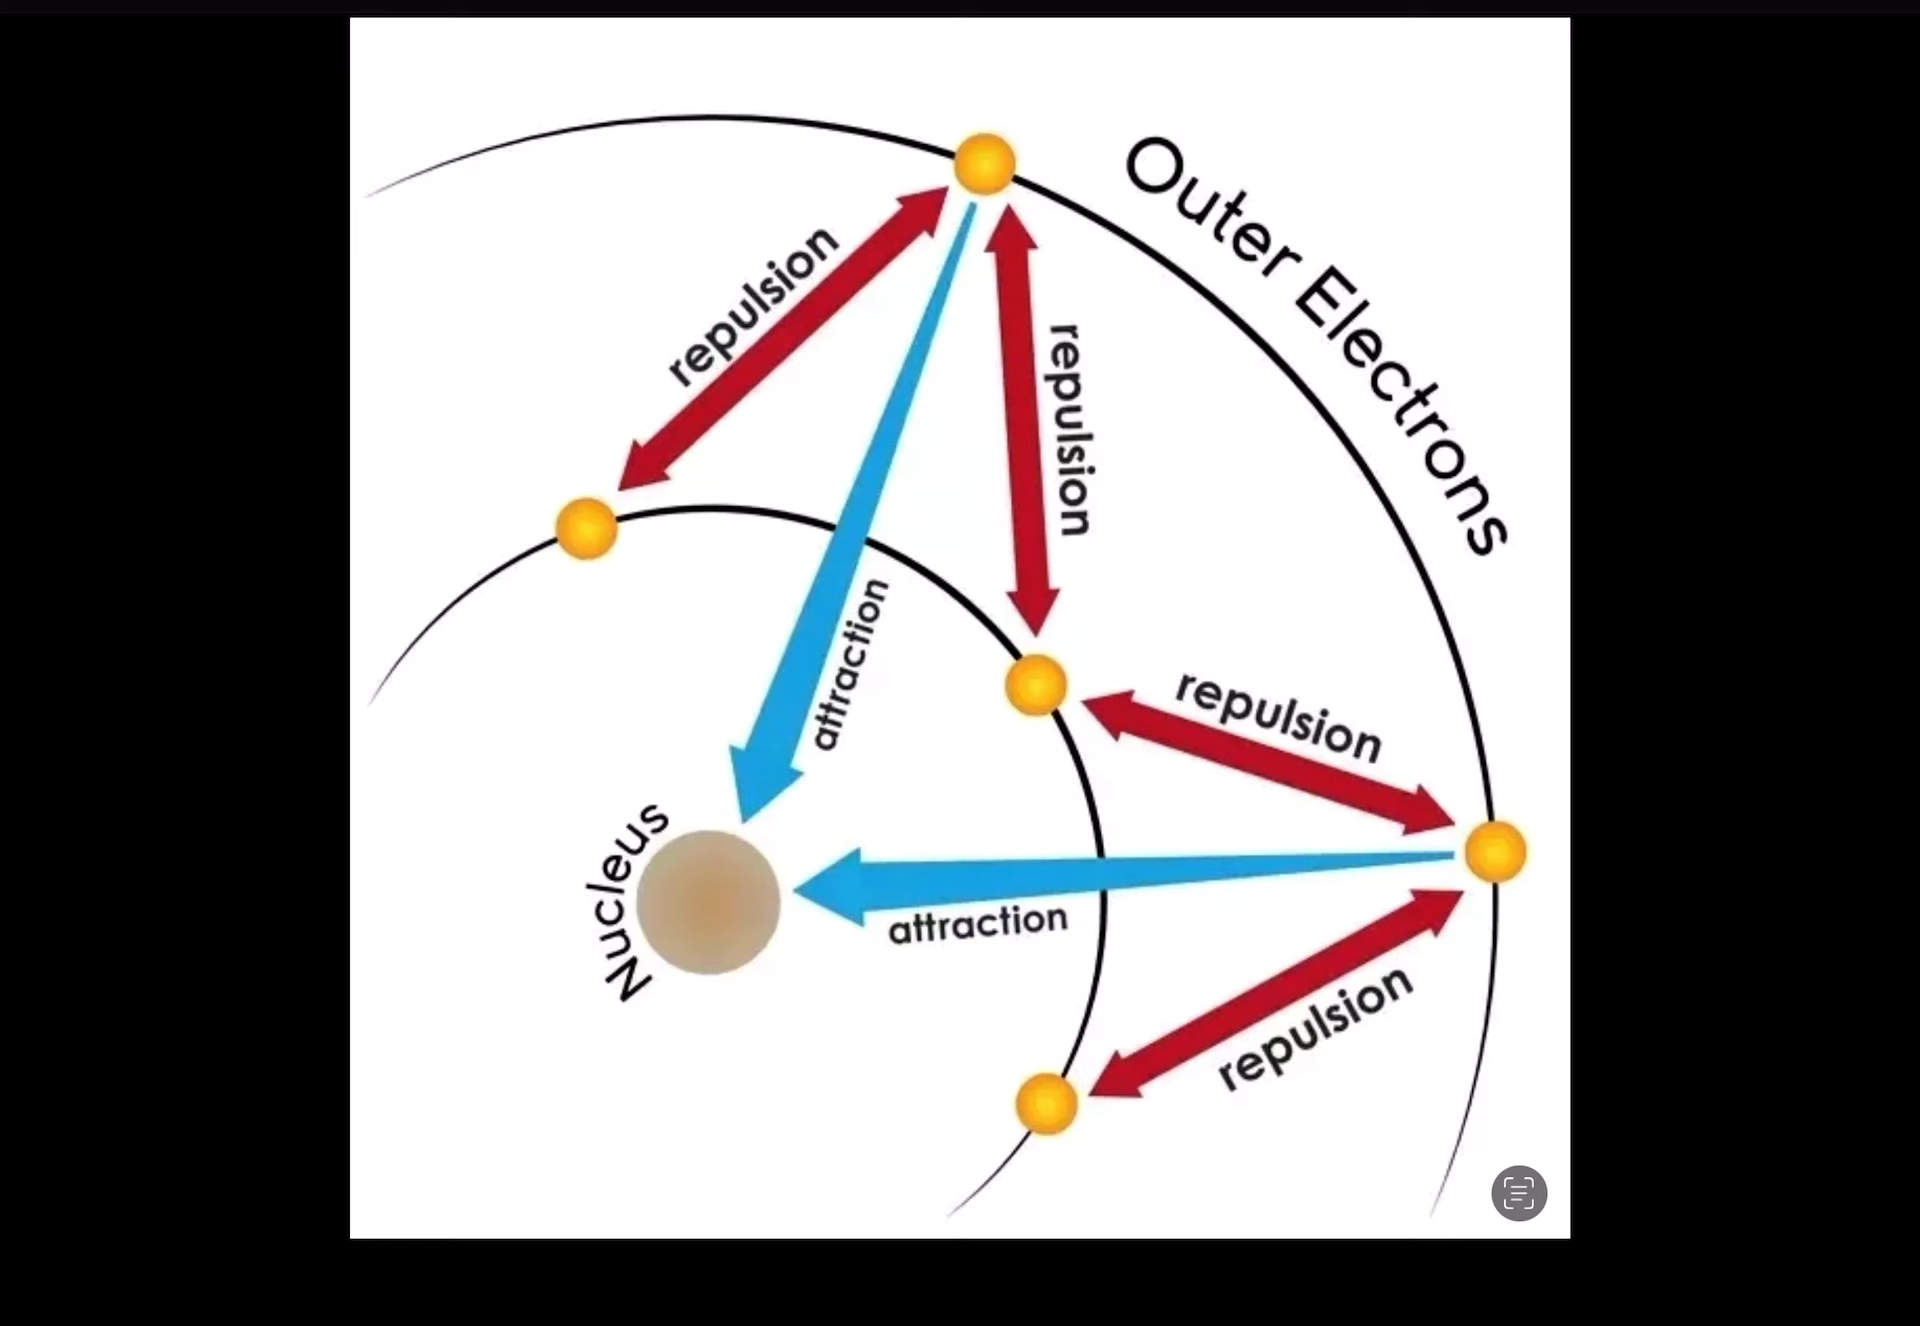 Outer Electrons
repulsion
repulsion
attraction
repulsion
Nucleus
attraction
repulsion